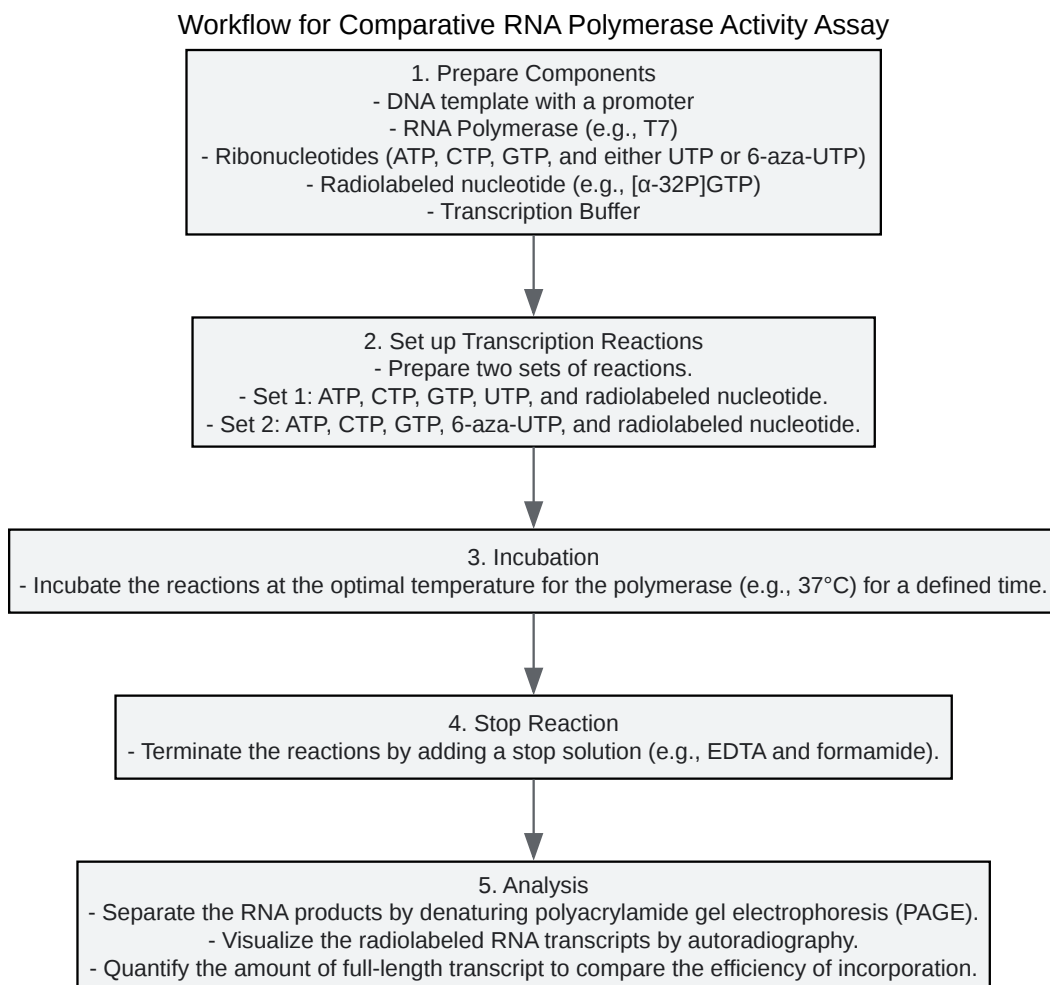 Workflow for Comparative RNA Polymerase Activity Assay
1. Prepare Components
- DNA template with a promoter
- RNA Polymerase (e.g., T7)
- Ribonucleotides (ATP, CTP, GTP, and either UTP or 6-aza-UTP)
- Radiolabeled nucleotide (e.g., [α-32P]GTP)
- Transcription Buffer
2. Set up Transcription Reactions
- Prepare two sets of reactions.
- Set 1: ATP, CTP, GTP, UTP, and radiolabeled nucleotide.
- Set 2: ATP, CTP, GTP, 6-aza-UTP, and radiolabeled nucleotide.
3. Incubation
- Incubate the reactions at the optimal temperature for the polymerase (e.g., 37°C) for a defined time.
4. Stop Reaction
- Terminate the reactions by adding a stop solution (e.g., EDTA and formamide).
5. Analysis
- Separate the RNA products by denaturing polyacrylamide gel electrophoresis (PAGE).
- Visualize the radiolabeled RNA transcripts by autoradiography.
- Quantify the amount of full-length transcript to compare the efficiency of incorporation.